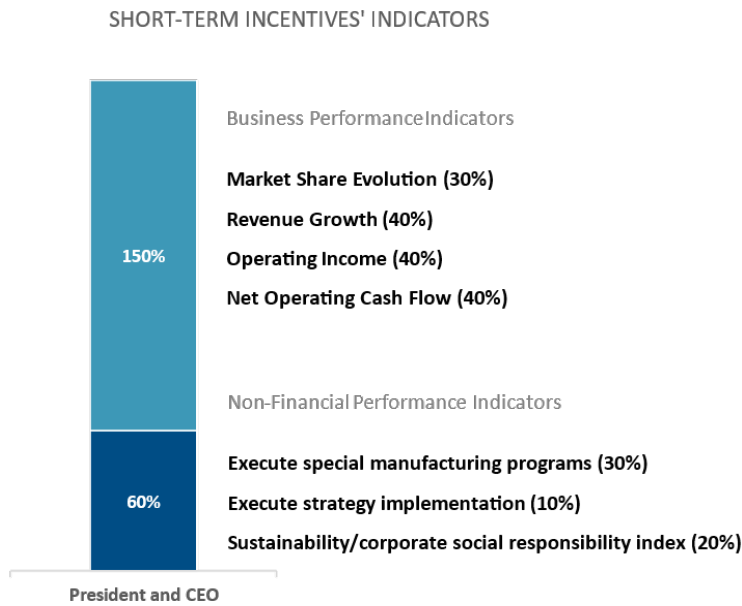 SHORT-TERM INCENTIVES' INDICATORS
Business Performance Indicators
Market Share Evolution (30%)
Revenue Growth (40%)
150%
Operating Income (40%)
Net Operating Cash Flow (40%)
Non-Financial Performance Indicators
Execute special manufacturing programs (30%)
60%
Execute strategy implementation (10%)
Sustainability/corporate social responsibility index (20%)
President and CEO